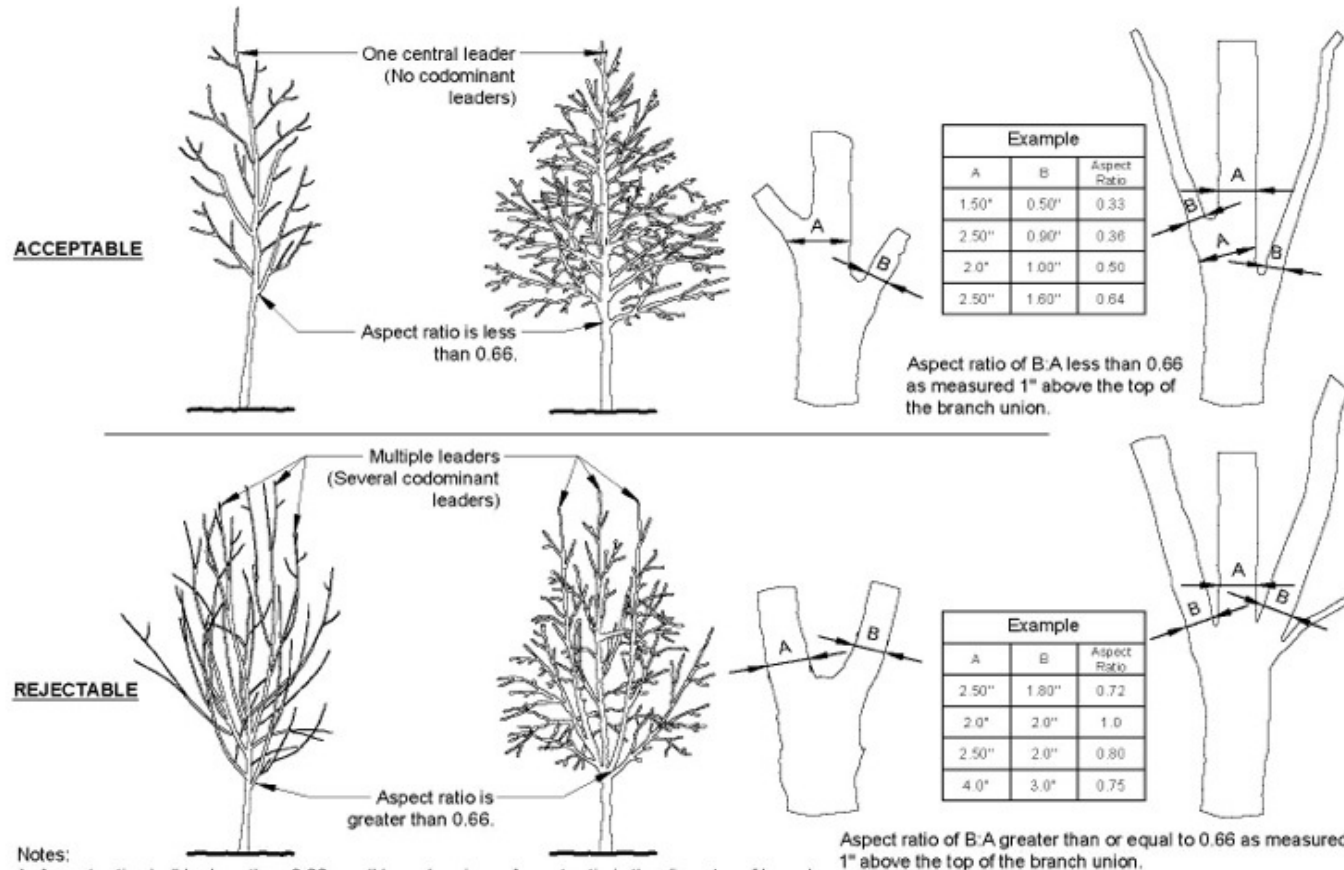 One central leader
(No codominant
leaders)
ACCEPTABLE
Aspect ratio is less
than 0.66.
A
B
Example
A B Aspect
Ratio
1.50" 0.50" 0.33
2.50" 0.90" 0.36
2.0" 1.00" 0.50
2.50" 1.60" 0.64
A
B
A
B
Aspect ratio of B:A less than 0.66
as measured 1" above the top of
the branch union.
Multiple leaders
(Several codominant
leaders)
REJECTABLE
Aspect ratio is
greater than 0.66.
A
B
Example
A B Aspect
Ratio
2.50" 1.80" 0.72
2.0" 2.0" 1.0
2.50" 2.0" 0.80
4.0" 3.0" 0.75
A
B
B
Aspect ratio of B:A greater than or equal to 0.66 as measured
1" above the top of the branch union.
Notes: